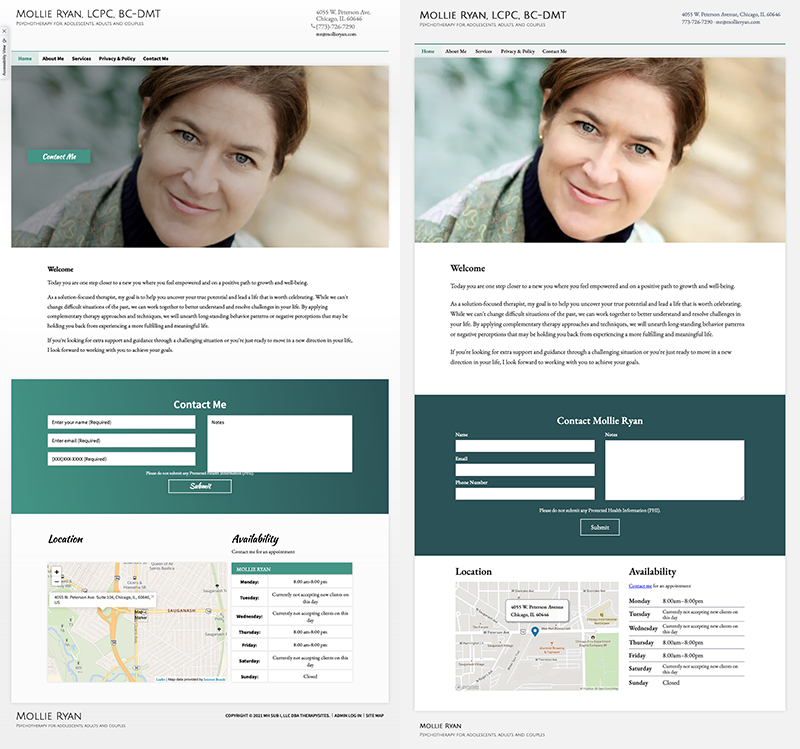 MOLLIE RYAN, LCPC, BC-DMT
PSYCHOTHERAPY FOR ADOLESCENTS, ADULTS AND COUPLES
4055 W. Peterson Ave.
Chicago, IL 60646
(773)-726-7290
mr@mollieryan.com
Accessibility View
Home About Me Services Privacy & Policy Contact Me
Contact Me
Welcome
Today you are one step closer to a new you where you feel empowered and on a positive path to growth and well-being.
As a solution-focused therapist, my goal is to help you uncover your true potential and lead a life that is worth celebrating. While we can't
change difficult situations of the past, we can work together to better understand and resolve challenges in your life. By applying
complementary therapy approaches and techniques, we will unearth long-standing behavior patterns or negative perceptions that may be
holding you back from experiencing a more fulfilling and meaningful life.
If you're looking for extra support and guidance through a challenging situation or you're just ready to move in a new direction in your life,
I look forward to working with you to achieve your goals.
Contact Me
Enter your name (Required)
Enter email (Required)
(XXX)XXX-XXXX (Required)
Notes
Please do not submit any Protected Health Information (PHI).
Submit
Location
4055 W. Peterson Ave. Suite 104, Chicago, IL, 60646,
US
SAUGANASH
Leaflet | Map data provided by Internet Brands
Availability
Contact me for an appointment
MOLLIE RYAN
Monday: 8:00 am-8:00 pm
Tuesday: Currently not accepting new clients on
this day
Wednesday: Currently not accepting new clients on
this day
Thursday: 8:00 am-8:00 pm
Friday: 8:00 am-8:00 pm
Saturday: Currently not accepting clients on this
day
Sunday: Closed
MOLLIE RYAN
PSYCHOTHERAPY FOR ADOLESCENTS, ADULTS AND COUPLES
COPYRIGHT © 2021 MH SUB I, LLC DBA THERAPYSITES. | ADMIN LOG IN | SITE MAP
MOLLIE RYAN, LCPC, BC-DMT
PSYCHOTHERAPY FOR ADOLESCENTS, ADULTS AND COUPLES
4055 W. Peterson Avenue, Chicago, IL 60646
773-726-7290 · mr@mollieryan.com
Home About Me Services Privacy & Policy Contact Me
Welcome
Today you are one step closer to a new you where you feel empowered and on a positive path to growth and well-being.
As a solution-focused therapist, my goal is to help you uncover your true potential and lead a life that is worth celebrating.
While we can't change difficult situations of the past, we can work together to better understand and resolve challenges in
your life. By applying complementary therapy approaches and techniques, we will unearth long-standing behavior patterns
or negative perceptions that may be holding you back from experiencing a more fulfilling and meaningful life.
If you're looking for extra support and guidance through a challenging situation or you're just ready to move in a new
direction in your life, I look forward to working with you to achieve your goals.
Contact Mollie Ryan
Name
Email
Phone Number
Notes
Please do not submit any Protected Health Information (PHI).
Submit
Location
4055 W. Peterson Avenue
Chicago, IL 60646
Availability
Contact me for an appointment
Monday 8:00am–8:00pm
Tuesday Currently not accepting new clients on
this day
Wednesday Currently not accepting new clients on
this day
Thursday 8:00am–8:00pm
Friday 8:00am–8:00pm
Saturday Currently not accepting new clients on
this day
Sunday Closed
MOLLIE RYAN
PSYCHOTHERAPY FOR ADOLESCENTS, ADULTS AND COUPLES